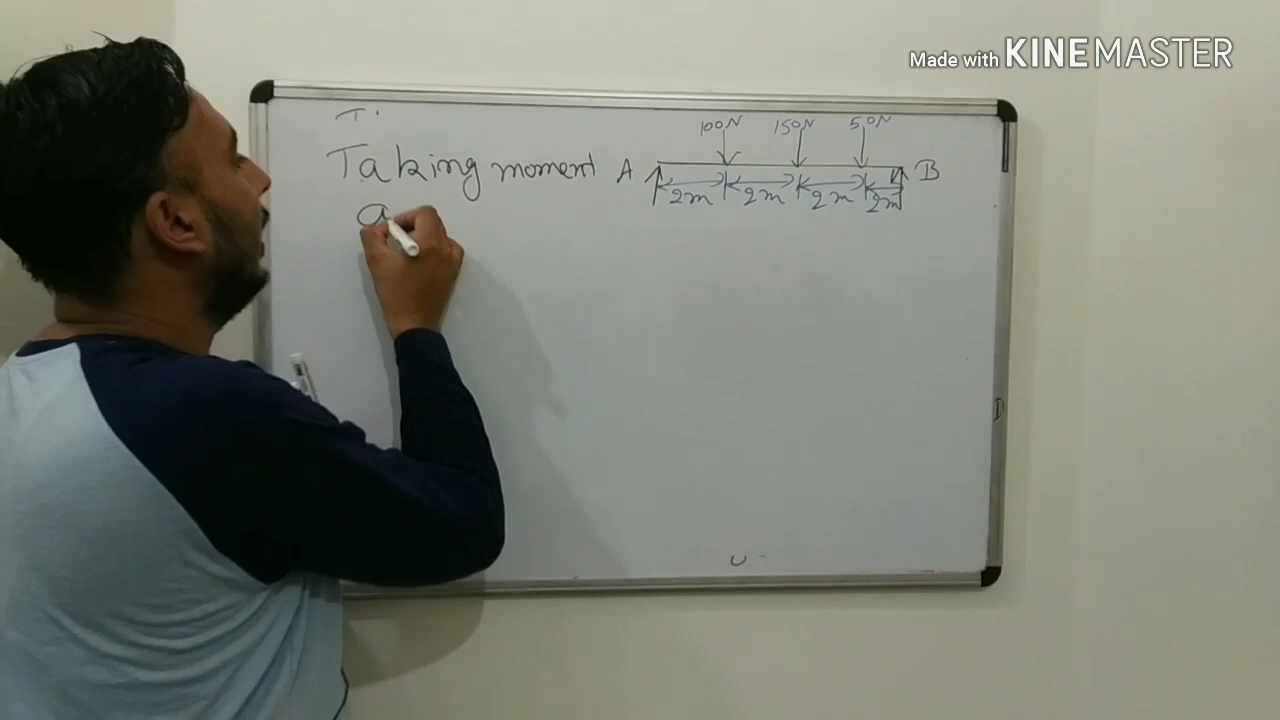 Made with KINEMASTER
T.
100N 150N 50N
Taking moment A B
2m 2m 2m 2m
a